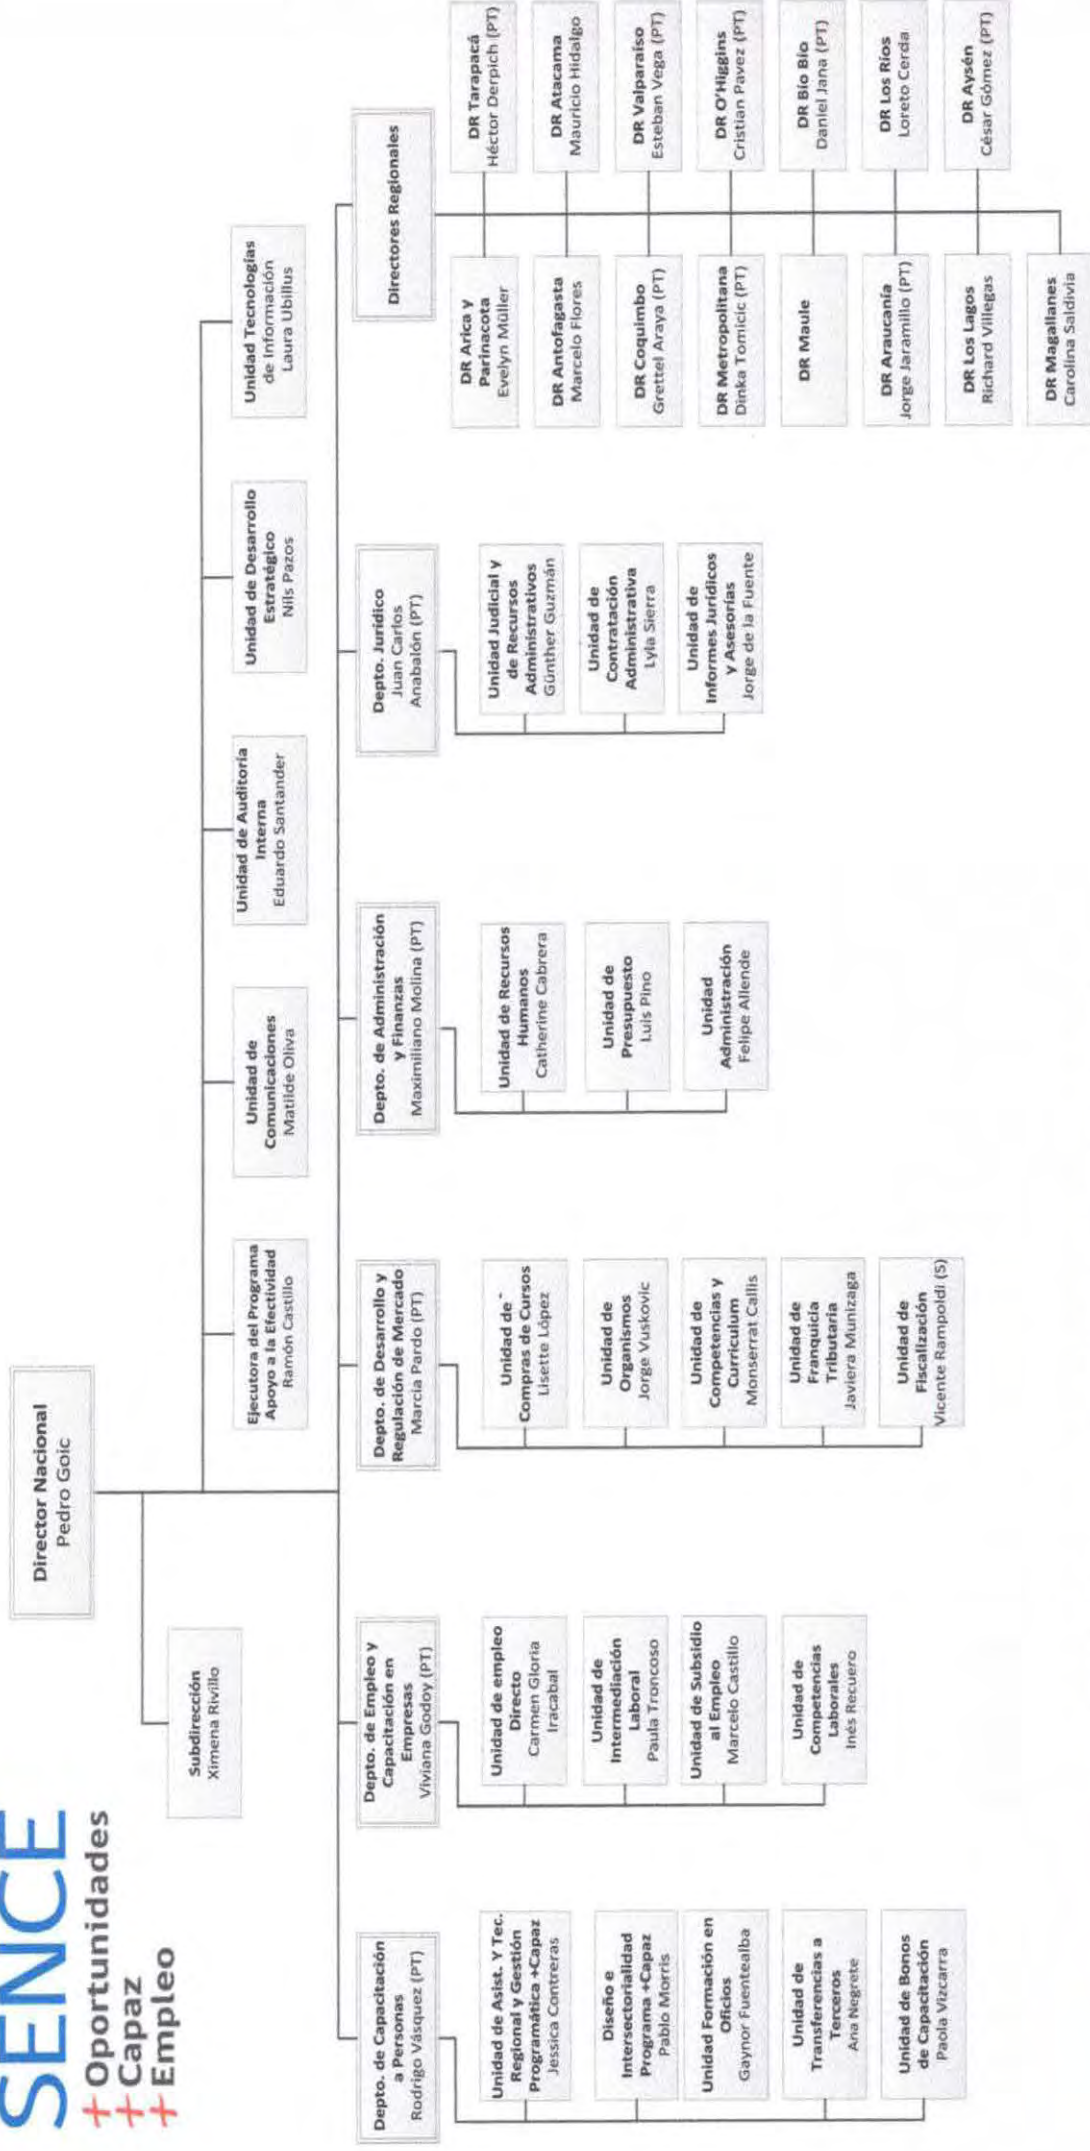 SENCE
+Oportunidades
+Capaz
+Empleo
Director Nacional
Pedro Goic
Subdirección
Ximena Rivillo
Ejecutora del Programa
Apoyo a la Efectividad
Ramón Castillo
Unidad de
Comunicaciones
Matilde Oliva
Unidad de Auditoría
Interna
Eduardo Santander
Unidad de Desarrollo
Estratégico
Nils Pazos
Unidad Tecnologías
de Información
Laura Ubillus
Depto. de Capacitación
a Personas
Rodrigo Vásquez (PT)
Unidad de Asist. Y Tec.
Regional y Gestión
Programática +Capaz
Jessica Contreras
Diseño e
Intersectorialidad
Programa +Capaz
Pablo Morris
Unidad Formación en
Oficios
Gaynor Fuentealba
Unidad de
Transferencias a
Terceros
Ana Negrete
Unidad de Bonos
de Capacitación
Paola Vizcarra
Depto. de Empleo y
Capacitación en
Empresas
Viviana Godoy (PT)
Unidad de empleo
Directo
Carmen Gloria
Iracabal
Unidad de
Intermediación
Laboral
Paula Troncoso
Unidad de Subsidio
al Empleo
Marcelo Castillo
Unidad de
Competencias
Laborales
Inés Recuero
Depto. de Desarrollo y
Regulación de Mercado
Marcia Pardo (PT)
Unidad de
Compras de Cursos
Lisette López
Unidad de
Organismos
Jorge Vuskovic
Unidad de
Competencias y
Curriculum
Monserrat Callis
Unidad de
Franquicia
Tributaria
Javiera Munizaga
Unidad de
Fiscalización
Vicente Rampoldi (S)
Depto. de Administración
y Finanzas
Maximiliano Molina (PT)
Unidad de Recursos
Humanos
Catherine Cabrera
Unidad de
Presupuesto
Luis Pino
Unidad
Administración
Felipe Allende
Depto. Jurídico
Juan Carlos
Anabalón (PT)
Unidad Judicial y
de Recursos
Administrativos
Günther Guzmán
Unidad de
Contratación
Administrativa
Lyla Sierra
Unidad de
Informes Jurídicos
y Asesorías
Jorge de la Fuente
Directores Regionales
DR Arica y
Parinacota
Evelyn Müller
DR Tarapacá
Héctor Derpich (PT)
DR Antofagasta
Marcelo Flores
DR Atacama
Mauricio Hidalgo
DR Coquimbo
Grettel Araya (PT)
DR Valparaíso
Esteban Vega (PT)
DR Metropolitana
Dinka Tomicic (PT)
DR O'Higgins
Cristian Pavez (PT)
DR Maule
DR Bío Bío
Daniel Jana (PT)
DR Araucanía
Jorge Jaramillo (PT)
DR Los Ríos
Loreto Cerda
DR Los Lagos
Richard Villegas
DR Aysén
César Gómez (PT)
DR Magallanes
Carolina Saldivia